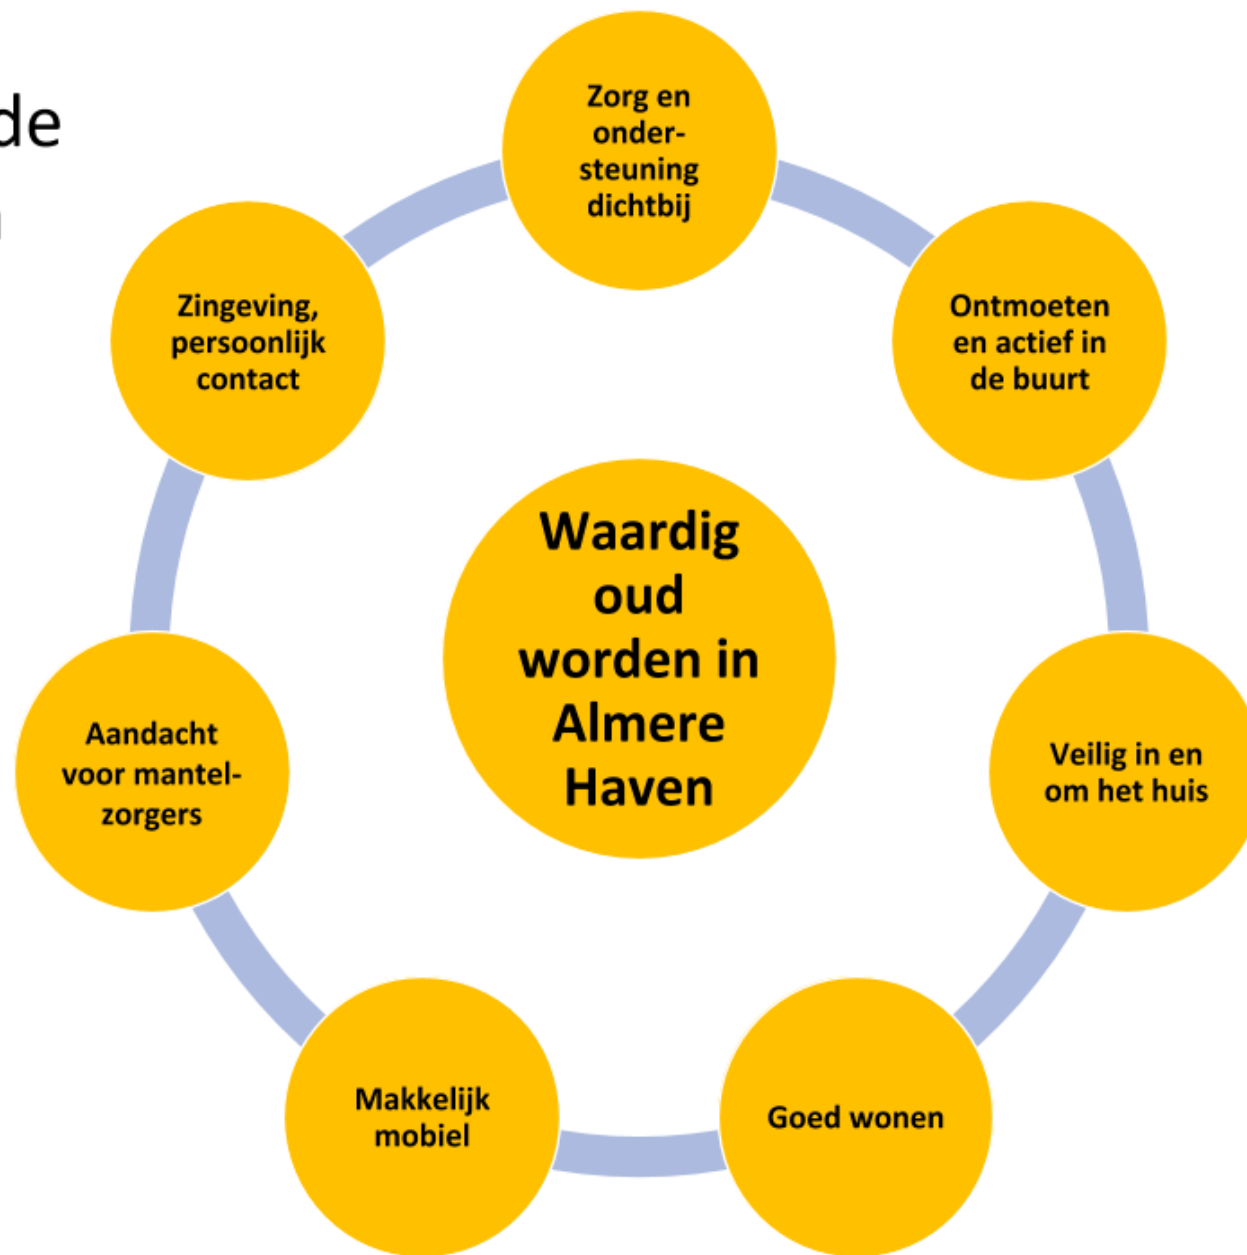 de
Zorg en
onder-
steuning
dichtbij
Ontmoeten
en actief in
de buurt
Veilig in en
om het huis
Goed wonen
Makkelijk
mobiel
Aandacht
voor mantel-
zorgers
Zingeving,
persoonlijk
contact
Waardig
oud
worden in
Almere
Haven